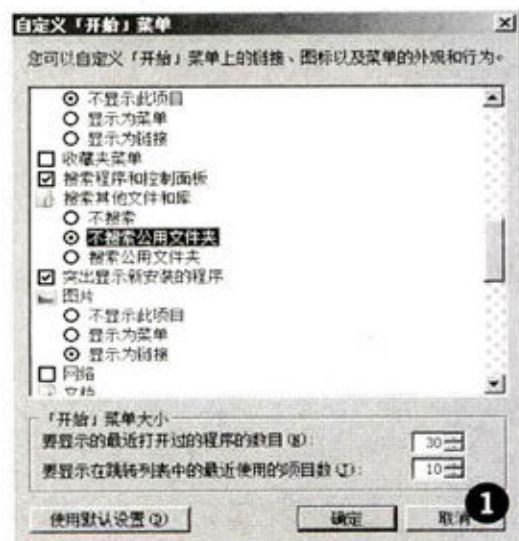 自定义「开始」菜单
您可以自定义「开始」菜单上的链接、图标以及菜单的外观和行为。
不显示此项目
显示为菜单
显示为链接
收藏夹菜单
搜索程序和控制面板
搜索其他文件和库
不搜索
不搜索公用文件夹
搜索公用文件夹
突出显示新安装的程序
图片
不显示此项目
显示为菜单
显示为链接
网络
文档
「开始」菜单大小
要显示的最近打开过的程序的数目(N): 30
要显示在跳转列表中的最近使用的项目数(J): 10
使用默认设置(D) 确定 取消
1